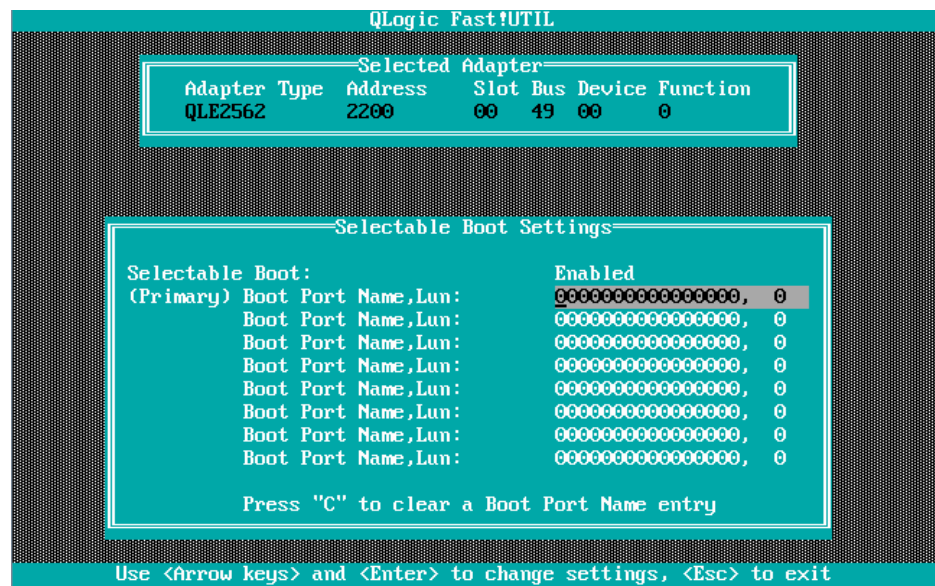 QLogic Fast!UTIL
Selected Adapter
Adapter Type Address Slot Bus Device Function
QLE2562 2200 00 49 00 0
Selectable Boot Settings
Selectable Boot: Enabled
(Primary) Boot Port Name,Lun: 0000000000000000, 0
Boot Port Name,Lun: 0000000000000000, 0
Boot Port Name,Lun: 0000000000000000, 0
Boot Port Name,Lun: 0000000000000000, 0
Boot Port Name,Lun: 0000000000000000, 0
Boot Port Name,Lun: 0000000000000000, 0
Boot Port Name,Lun: 0000000000000000, 0
Boot Port Name,Lun: 0000000000000000, 0
Press "C" to clear a Boot Port Name entry
Use <Arrow keys> and <Enter> to change settings, <Esc> to exit